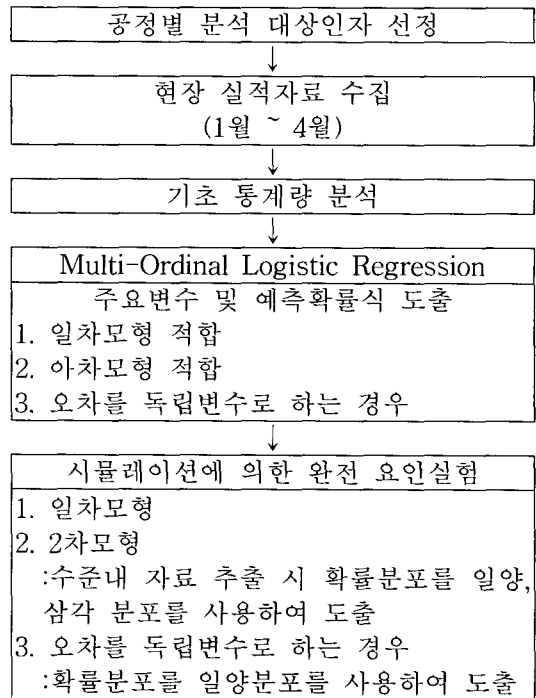 공정별 분석 대상인자 선정
↓
현장 실적자료 수집
(1월 ~ 4월)
↓
기초 통계량 분석
↓
Multi-Ordinal Logistic Regression
주요변수 및 예측확률식 도출
1. 일차모형 적합
2. 아차모형 적합
3. 오차를 독립변수로 하는 경우
↓
시뮬레이션에 의한 완전 요인실험
1. 일차모형
2. 2차모형
:수준내 자료 추출 시 확률분포를 일양,
삼각 분포를 사용하여 도출
3. 오차를 독립변수로 하는 경우
:확률분포를 일양분포를 사용하여 도출